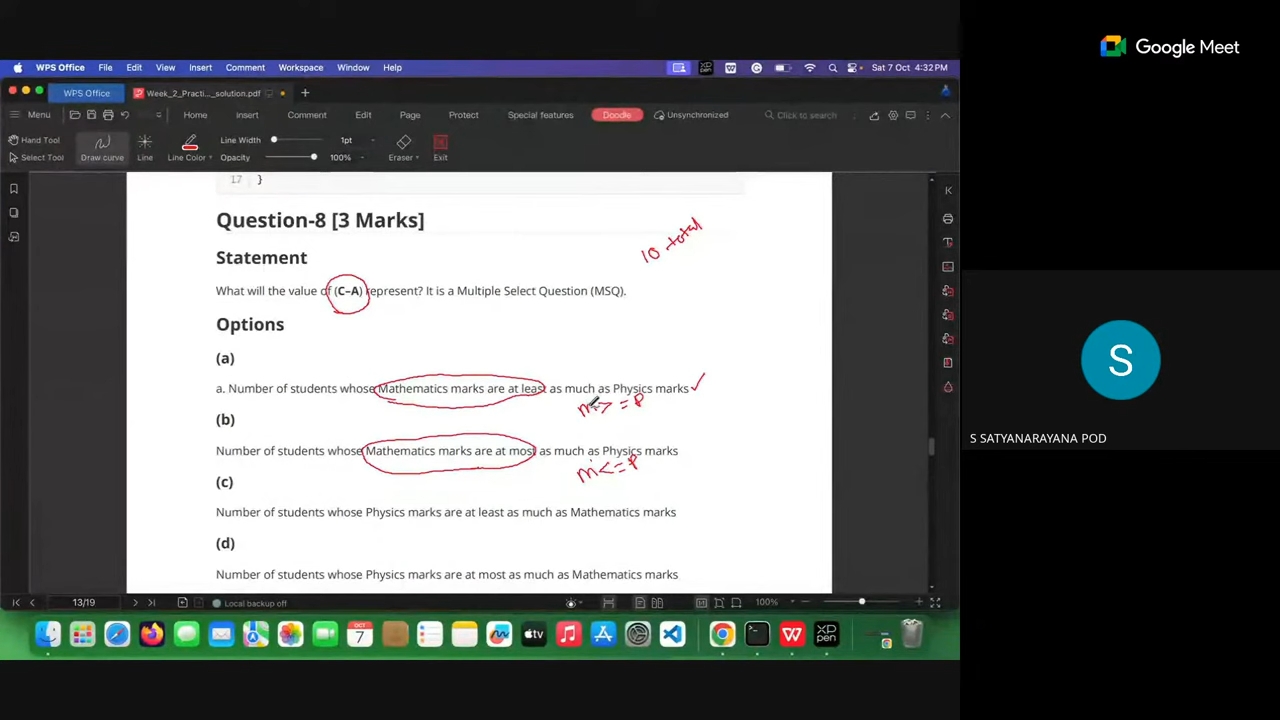 Google Meet
WPS Office File Edit View Insert Comment Workspace Window Help Sat 7 Oct 4:32 PM
WPS Office Week_2_Practi..._solution.pdf
Menu Home Insert Comment Edit Page Protect Special features Doodle Unsynchronized Click to search
Hand Tool Select Tool Draw curve Line Line Color Line Width 1pt Opacity 100% Eraser Exit
17 }
Question-8 [3 Marks]
10 total
Statement
What will the value of (C–A) represent? It is a Multiple Select Question (MSQ).
Options
(a)
a. Number of students whose Mathematics marks are at least as much as Physics marks ✓
m > = P
(b)
Number of students whose Mathematics marks are at most as much as Physics marks
m < = P
(c)
Number of students whose Physics marks are at least as much as Mathematics marks
(d)
Number of students whose Physics marks are at most as much as Mathematics marks
13/19 Local backup off 100%
OCT
7
tv
XP
pen
S
S SATYANARAYANA POD